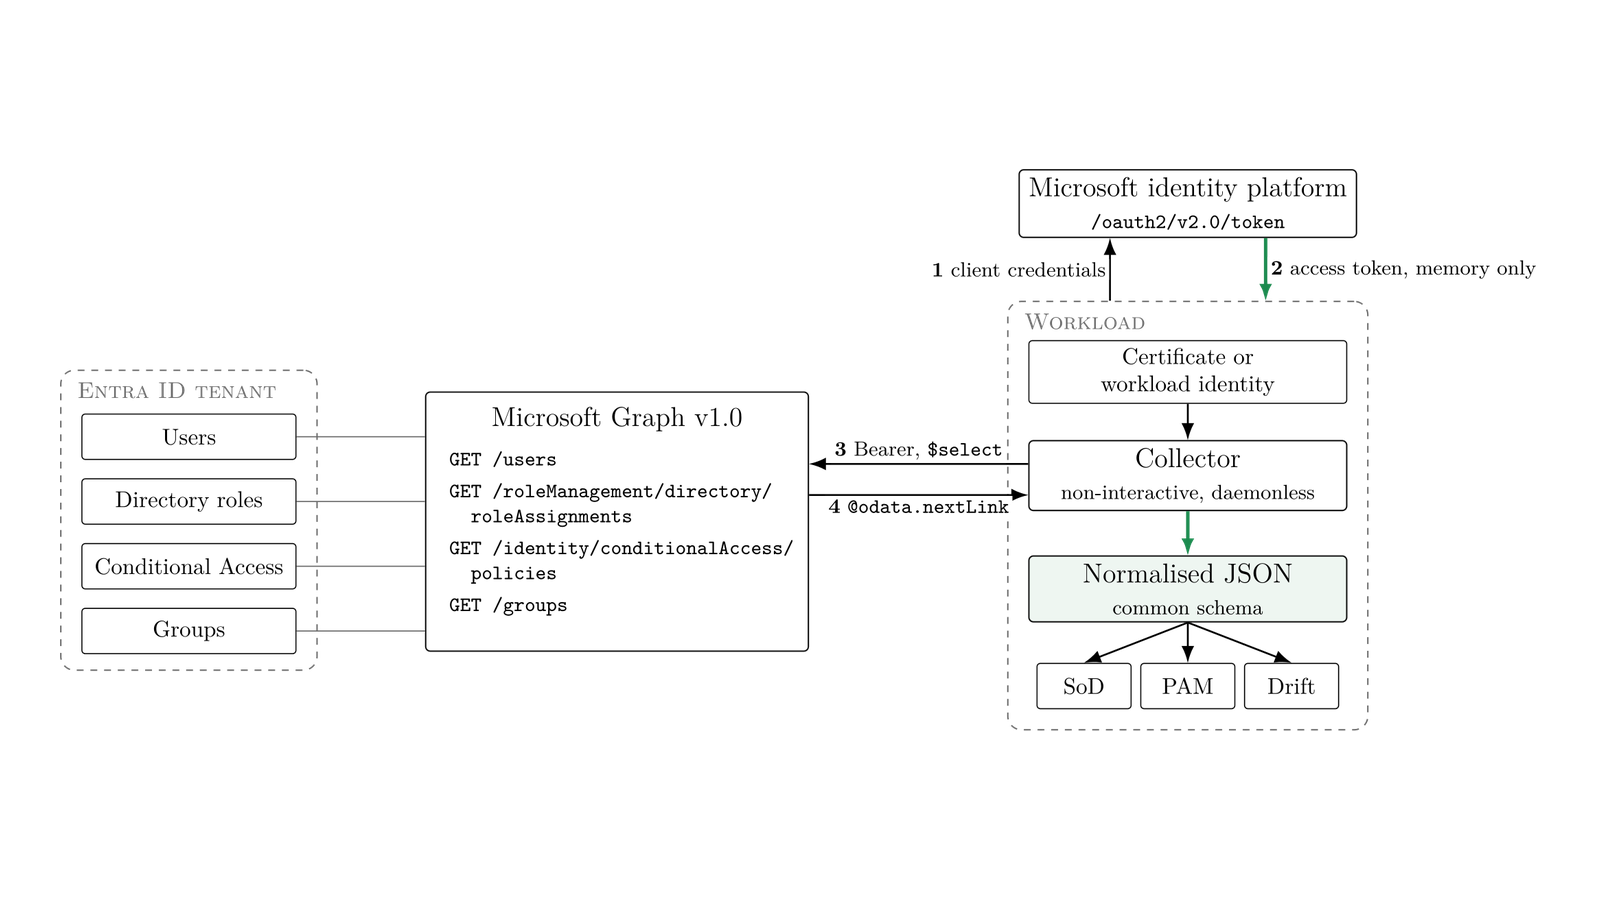 Microsoft identity platform
/oauth2/v2.0/token
1 client credentials
2 access token, memory only
WORKLOAD
Certificate or
workload identity
ENTRA ID TENANT
Users
Directory roles
Conditional Access
Groups
Microsoft Graph v1.0
GET /users
GET /roleManagement/directory/
roleAssignments
GET /identity/conditionalAccess/
policies
GET /groups
3 Bearer, $select
4 @odata.nextLink
Collector
non-interactive, daemonless
Normalised JSON
common schema
SoD
PAM
Drift